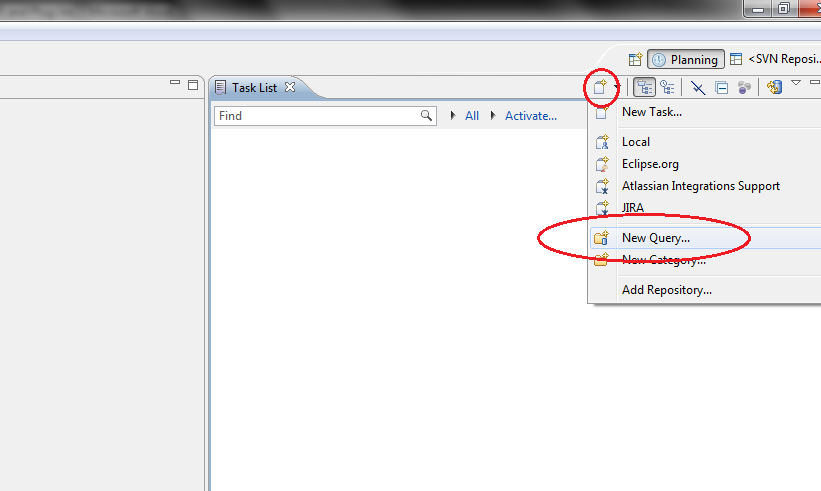 Planning
<SVN Reposi..
Task List
Find
All
Activate...
New Task...
Local
Eclipse.org
Atlassian Integrations Support
JIRA
New Query...
New Category...
Add Repository...